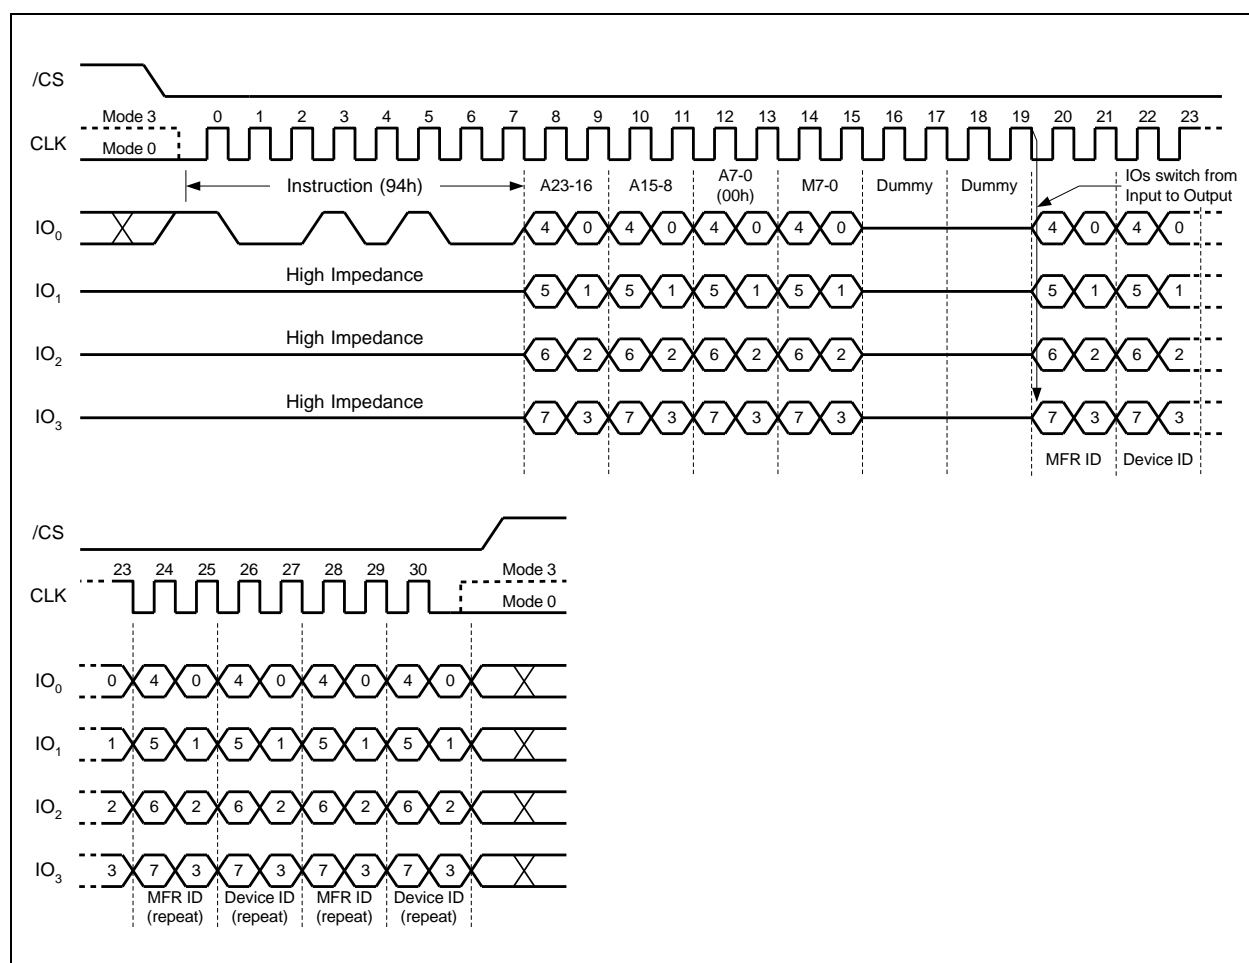 /CS
Mode 3 0 1 2 3 4 5 6 7 8 9 10 11 12 13 14 15 16 17 18 19 20 21 22 23
CLK
Mode 0
Instruction (94h) A23-16 A15-8 A7-0 (00h) M7-0 Dummy Dummy IOs switch from Input to Output
IO0 4 0 4 0 4 0 4 0 4 0 4 0
High Impedance
IO1 5 1 5 1 5 1 5 1 5 1 5 1
High Impedance
IO2 6 2 6 2 6 2 6 2 6 2 6 2
High Impedance
IO3 7 3 7 3 7 3 7 3 7 3 7 3
MFR ID Device ID
/CS
23 24 25 26 27 28 29 30 Mode 3
CLK
Mode 0
IO0 0 4 0 4 0 4 0 4 0
IO1 1 5 1 5 1 5 1 5 1
IO2 2 6 2 6 2 6 2 6 2
IO3 3 7 3 7 3 7 3 7 3
MFR ID Device ID MFR ID Device ID
(repeat) (repeat) (repeat) (repeat)